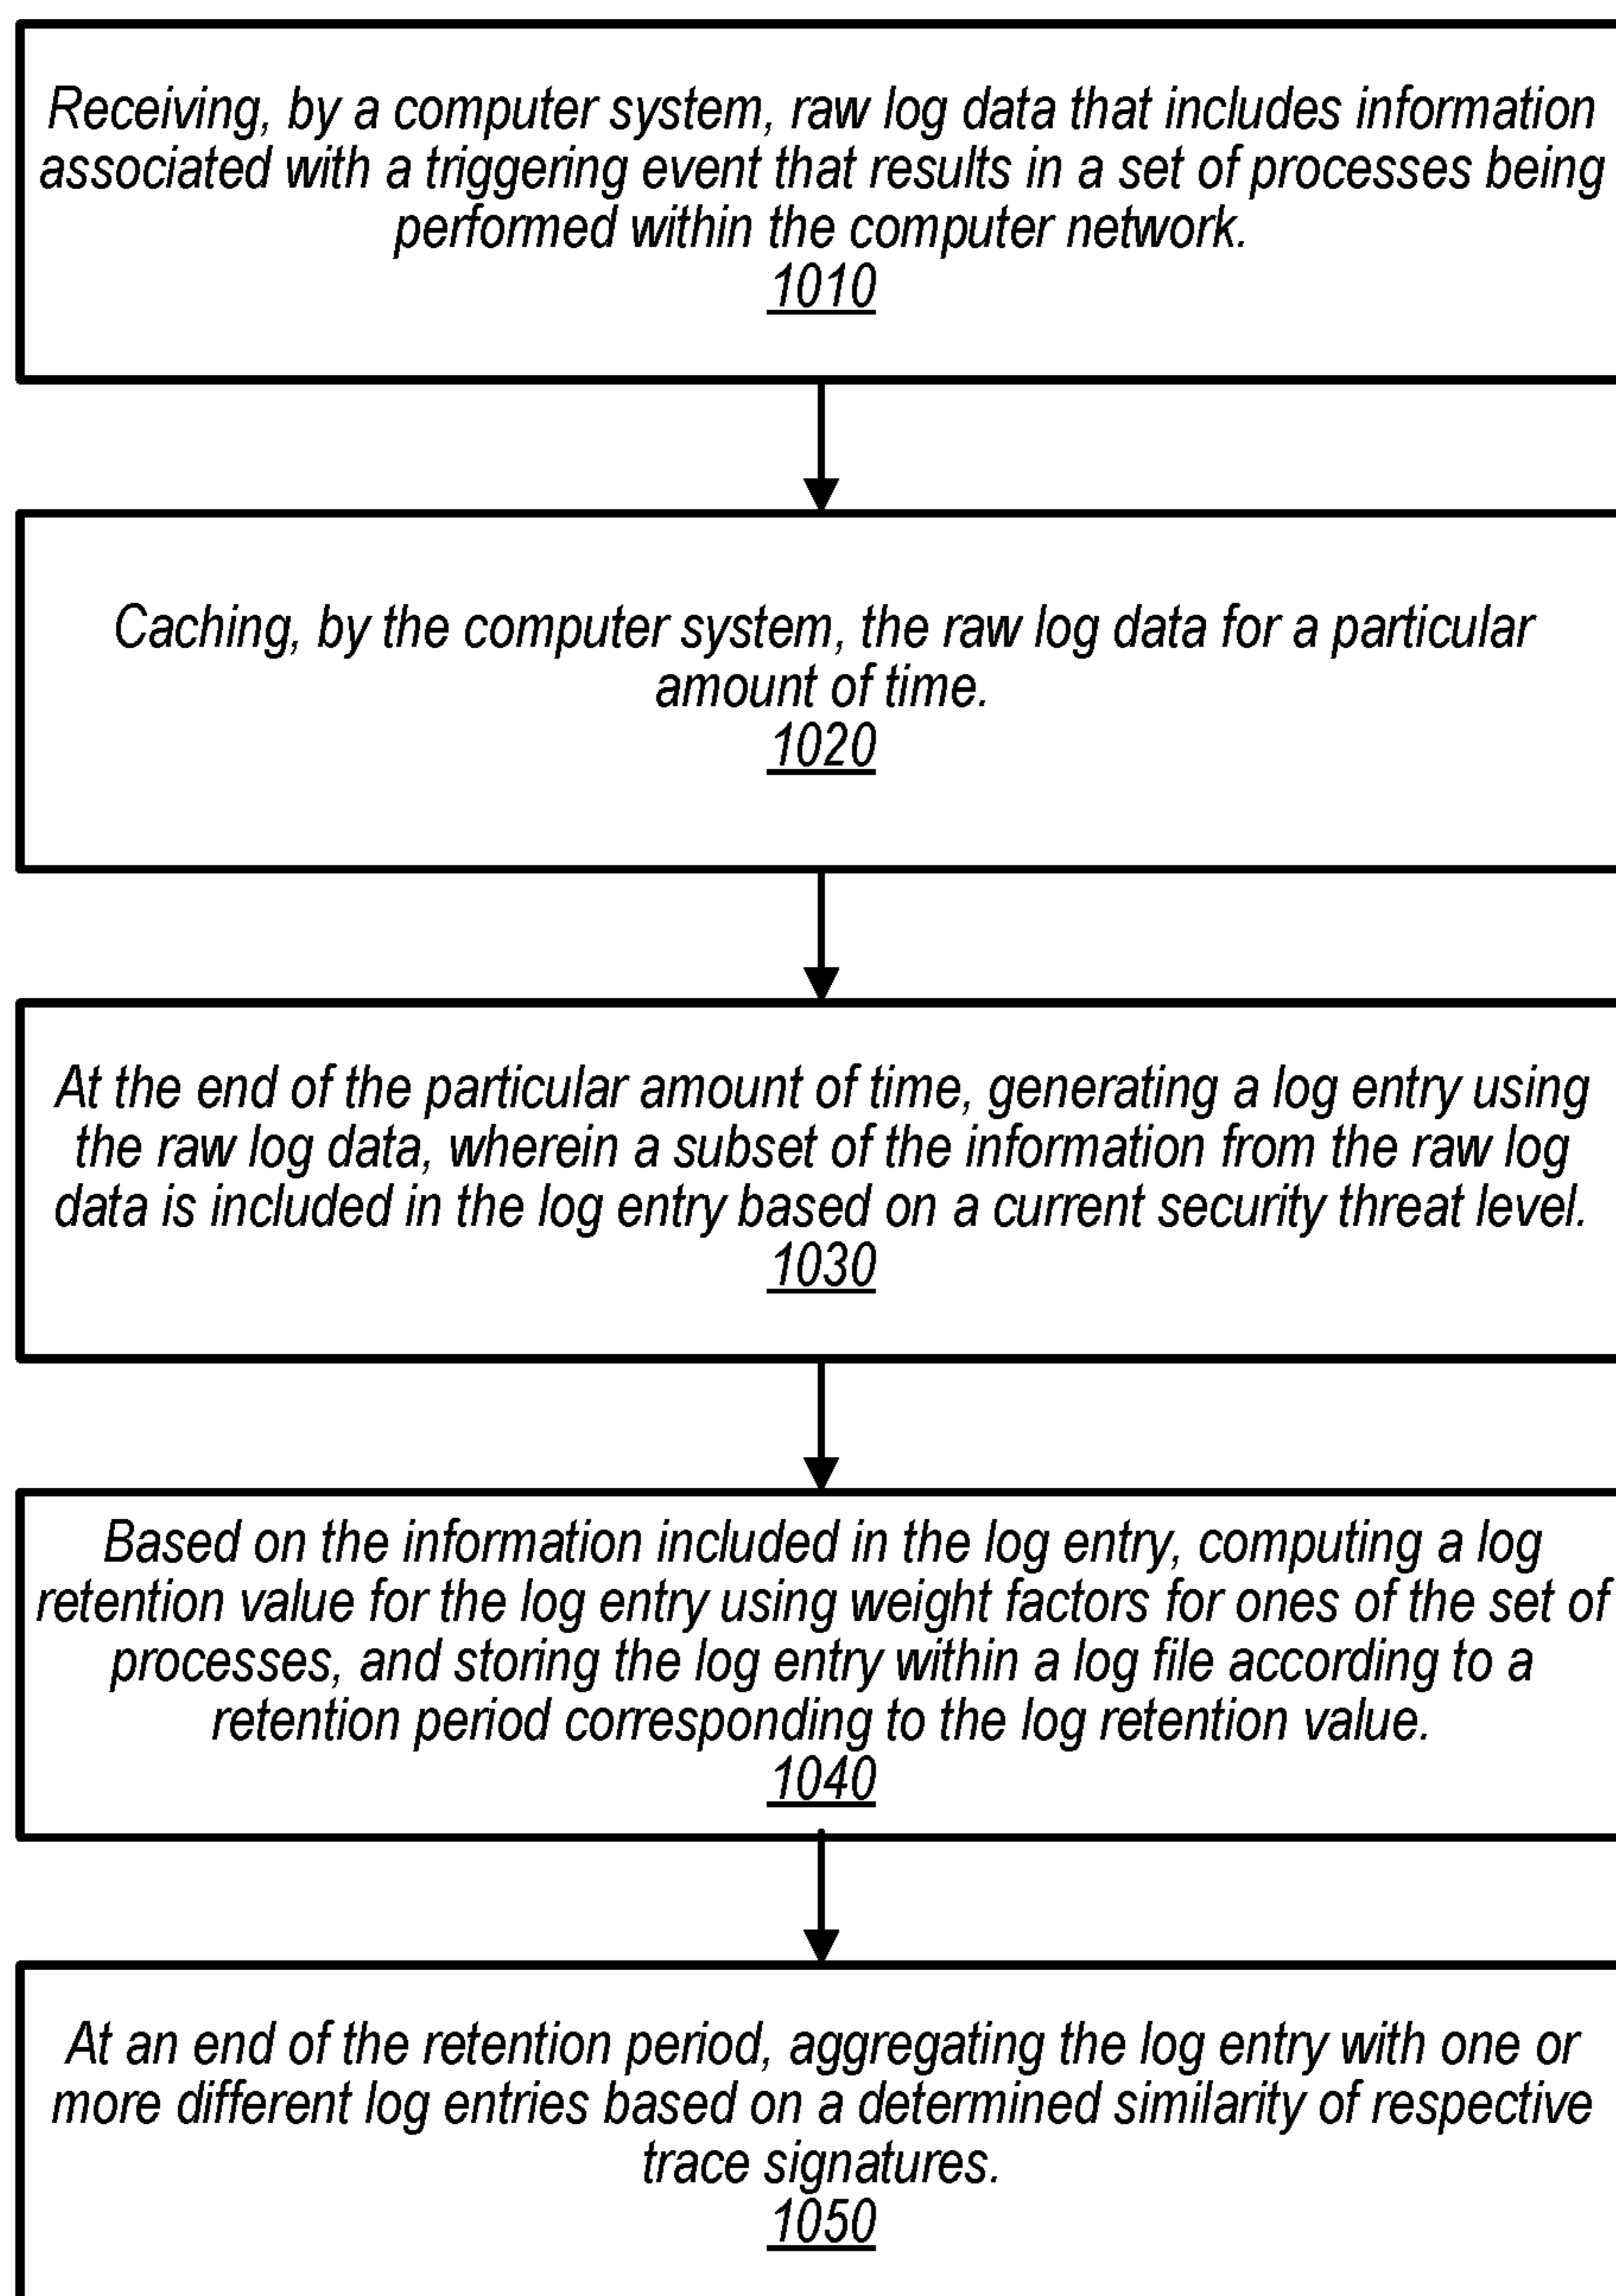 Receiving, by a computer system, raw log data that includes information
associated with a triggering event that results in a set of processes being
performed within the computer network.
1010
Caching, by the computer system, the raw log data for a particular
amount of time.
1020
At the end of the particular amount of time, generating a log entry using
the raw log data, wherein a subset of the information from the raw log
data is included in the log entry based on a current security threat level.
1030
Based on the information included in the log entry, computing a log
retention value for the log entry using weight factors for ones of the set of
processes, and storing the log entry within a log file according to a
retention period corresponding to the log retention value.
1040
At an end of the retention period, aggregating the log entry with one or
more different log entries based on a determined similarity of respective
trace signatures.
1050